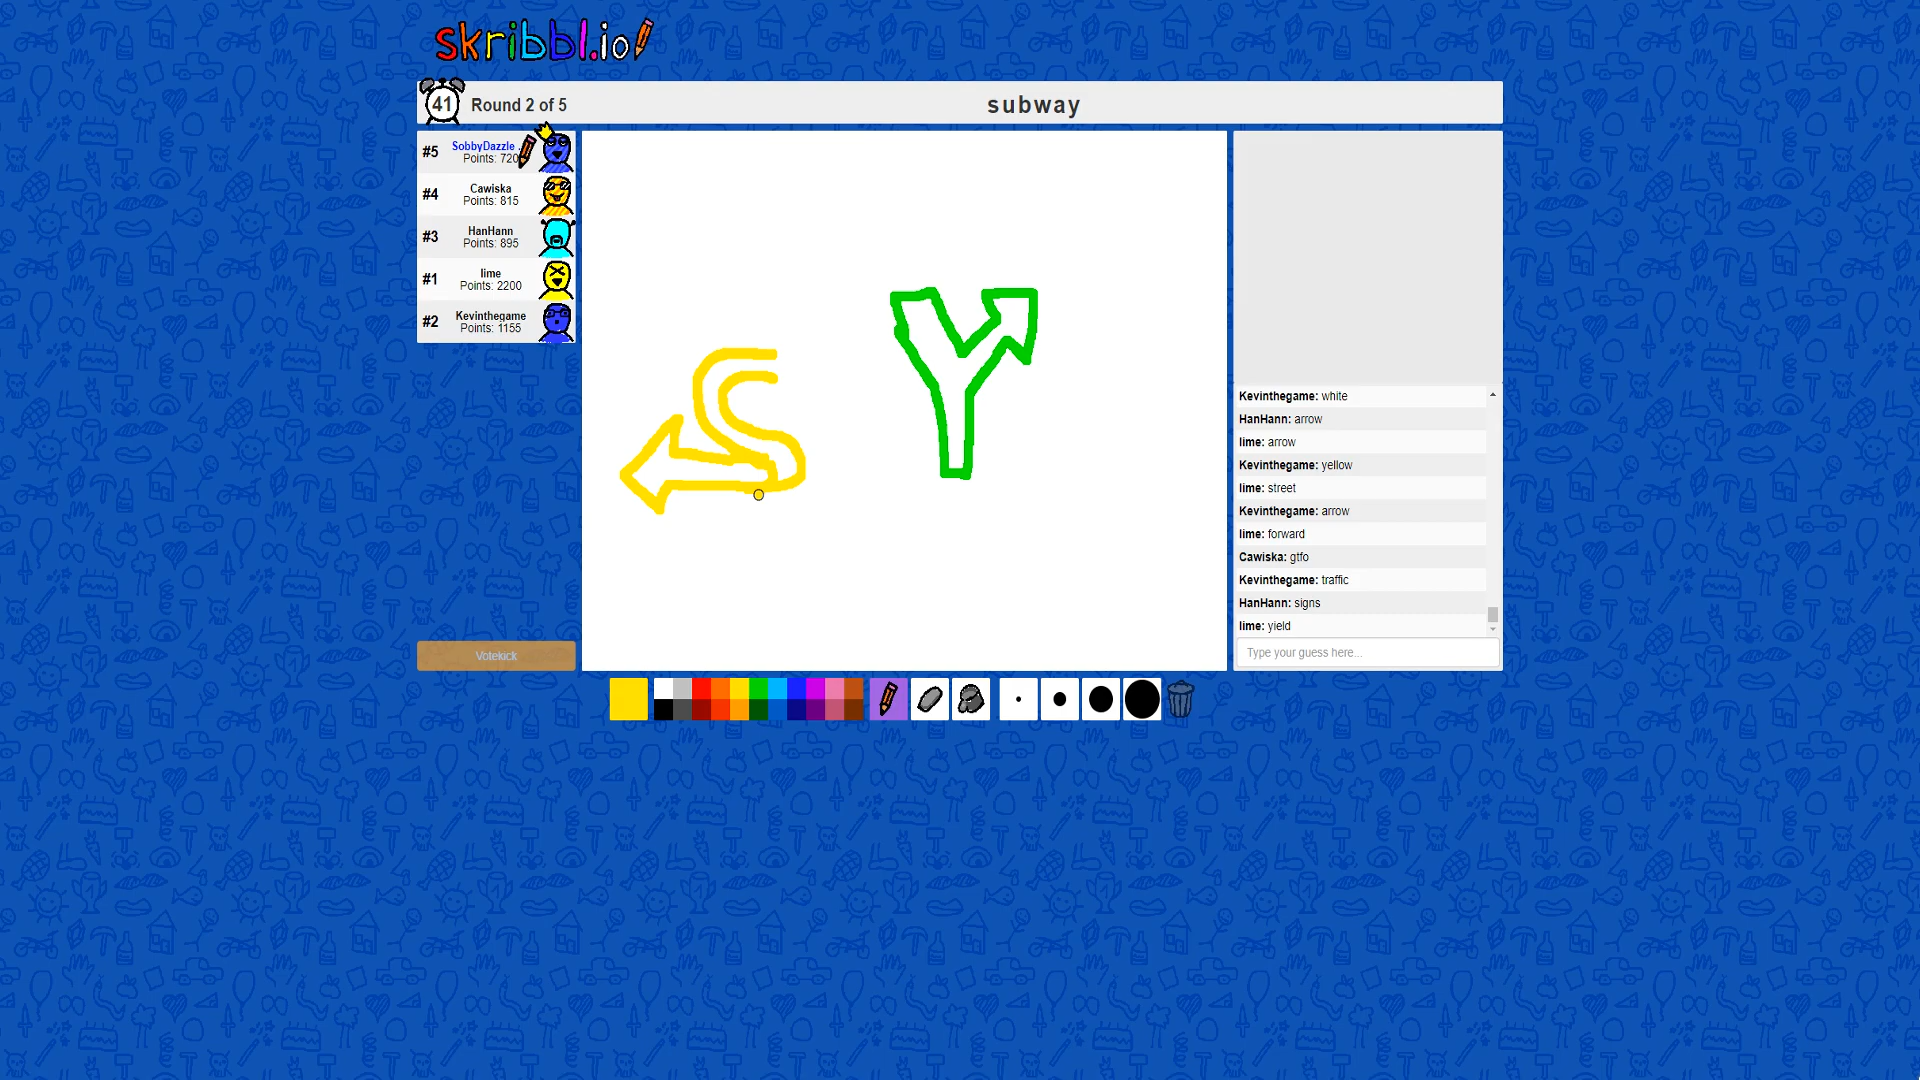 skribbl.io
41 Round 2 of 5 subway
#5 SobbyDazzle
Points: 720
#4 Cawiska
Points: 815
#3 HanHann
Points: 895
#1 lime
Points: 2200
#2 Kevinthegame
Points: 1155
S Y
Kevinthegame: white
HanHann: arrow
lime: arrow
Kevinthegame: yellow
lime: street
Kevinthegame: arrow
lime: forward
Cawiska: gtfo
Kevinthegame: traffic
HanHann: signs
lime: yield
Type your guess here...
Votekick